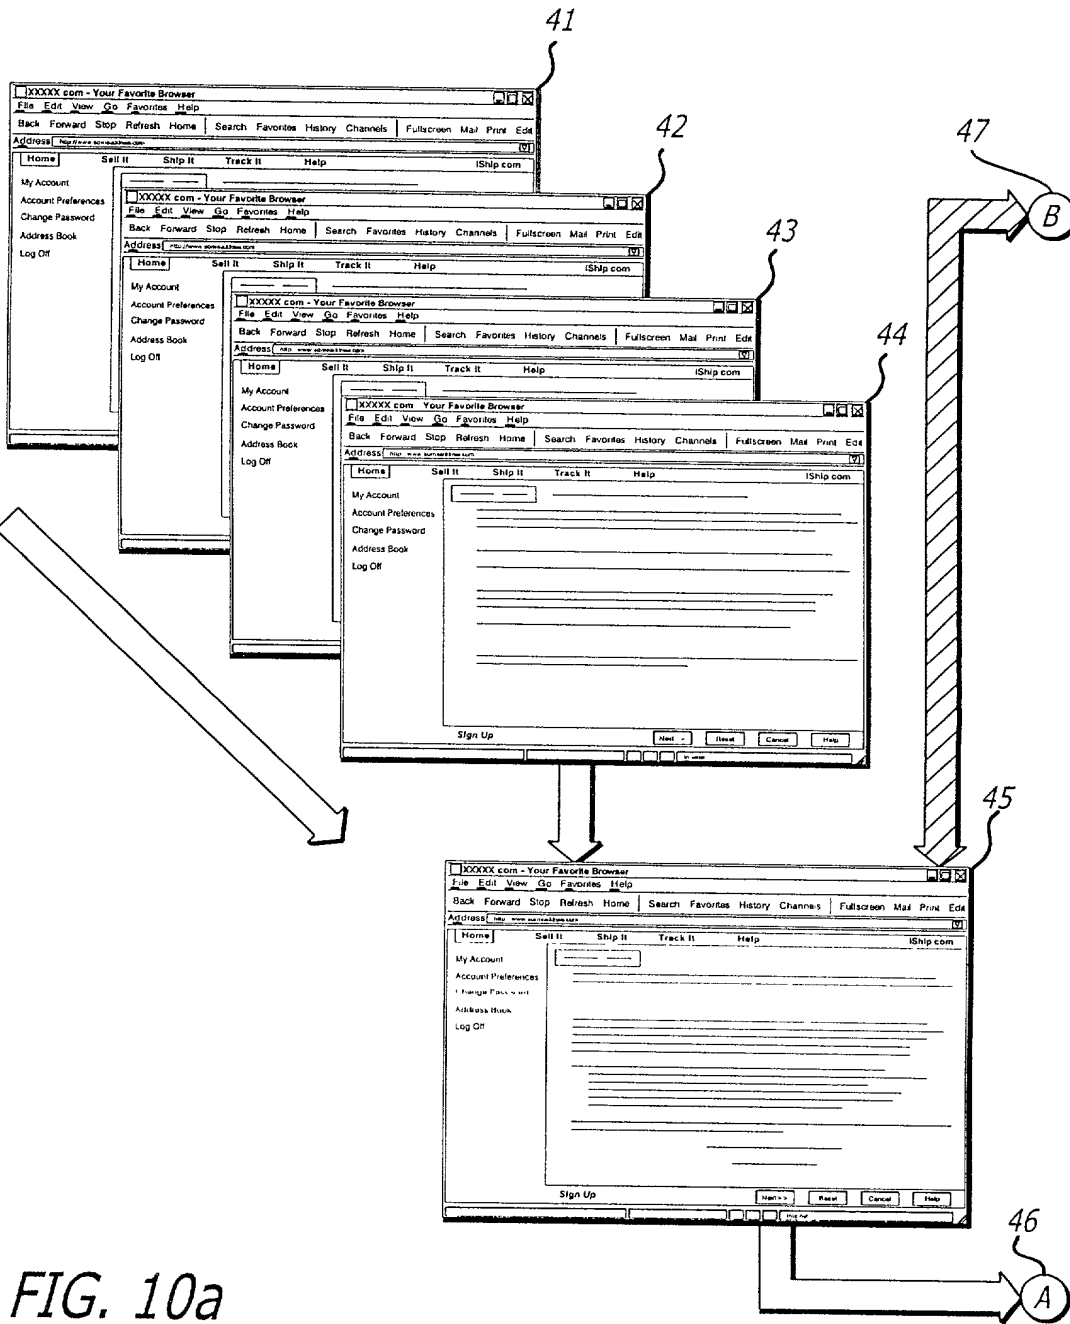 41
XXXXX com - Your Favorite Browser
File Edit View Go Favorites Help
Back Forward Stop Refresh Home Search Favorites History Channels Fullscreen Mail Print Edit
Address
Home Sell It Ship It Track It Help iShip com
My Account
Account Preferences
Change Password
Address Book
Log Off
42
XXXXX com - Your Favorite Browser
File Edit View Go Favorites Help
Back Forward Stop Refresh Home Search Favorites History Channels Fullscreen Mail Print Edit
Address
Home Sell It Ship It Track It Help iShip com
My Account
Account Preferences
Change Password
Address Book
Log Off
47
B
43
XXXXX com - Your Favorite Browser
File Edit View Go Favorites Help
Back Forward Stop Refresh Home Search Favorites History Channels Fullscreen Mail Print Edit
Address
Home Sell It Ship It Track It Help iShip com
My Account
Account Preferences
Change Password
Address Book
Log Off
44
XXXXX com Your Favorite Browser
File Edit View Go Favorites Help
Back Forward Stop Refresh Home Search Favorites History Channels Fullscreen Mail Print Edit
Address
Home Sell It Ship It Track It Help iShip com
My Account
Account Preferences
Change Password
Address Book
Log Off
Sign Up Next > Reset Cancel Help
45
XXXXX com - Your Favorite Browser
File Edit View Go Favorites Help
Back Forward Stop Refresh Home Search Favorites History Channels Fullscreen Mail Print Edit
Address
Home Sell It Ship It Track It Help iShip com
My Account
Account Preferences
Change Password
Address Book
Log Off
Sign Up Next >> Reset Cancel Help
46
A
FIG. 10a